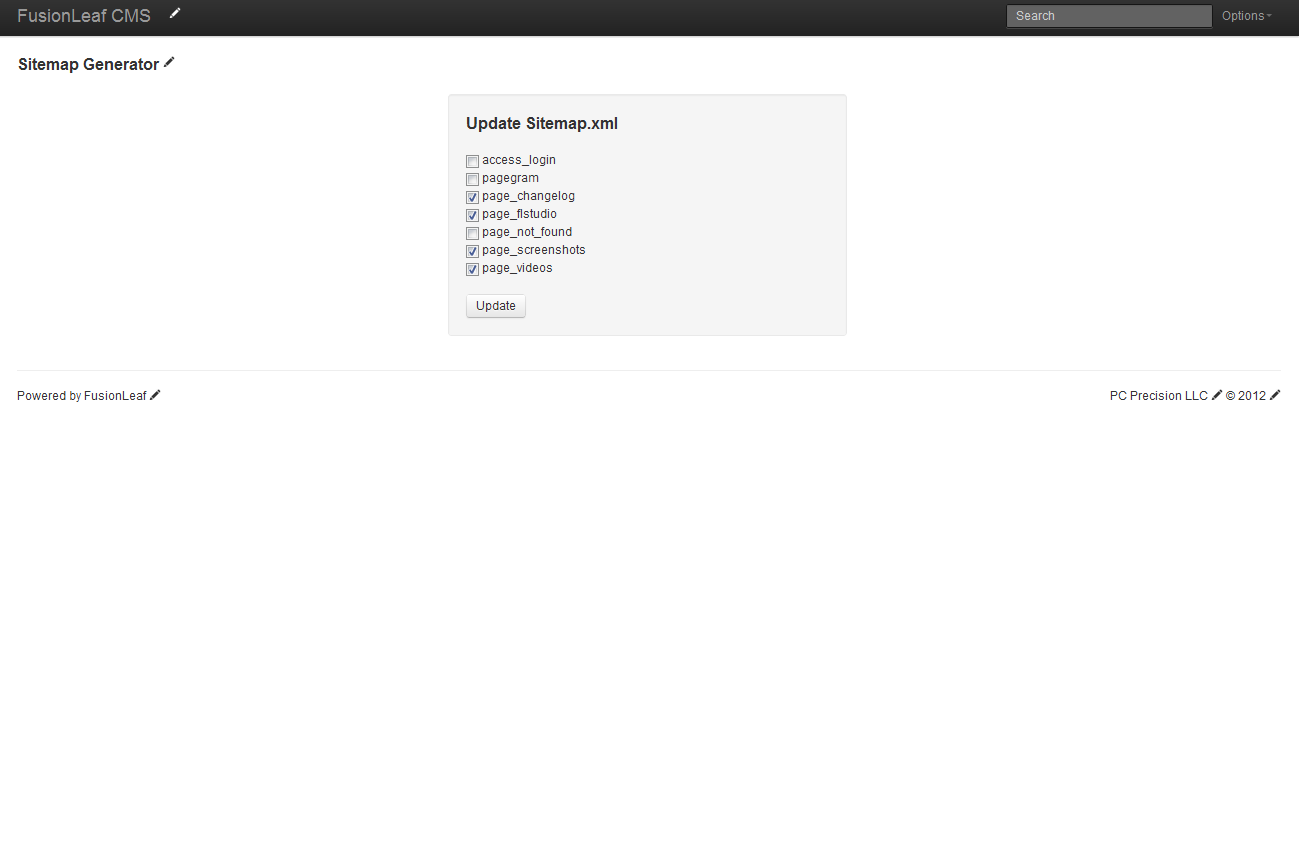 FusionLeaf CMS Search Options
Sitemap Generator
Update Sitemap.xml
access_login
pagegram
page_changelog
page_flstudio
page_not_found
page_screenshots
page_videos
Update
Powered by FusionLeaf PC Precision LLC © 2012